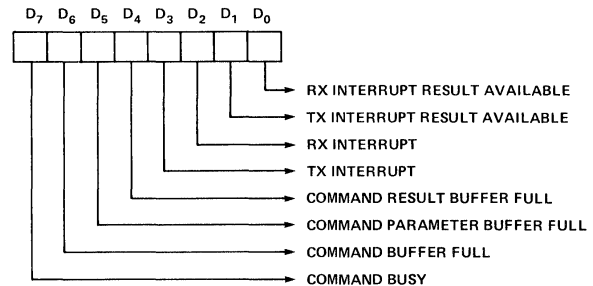 D7 D6 D5 D4 D3 D2 D1 D0
RX INTERRUPT RESULT AVAILABLE
TX INTERRUPT RESULT AVAILABLE
RX INTERRUPT
TX INTERRUPT
COMMAND RESULT BUFFER FULL
COMMAND PARAMETER BUFFER FULL
COMMAND BUFFER FULL
COMMAND BUSY